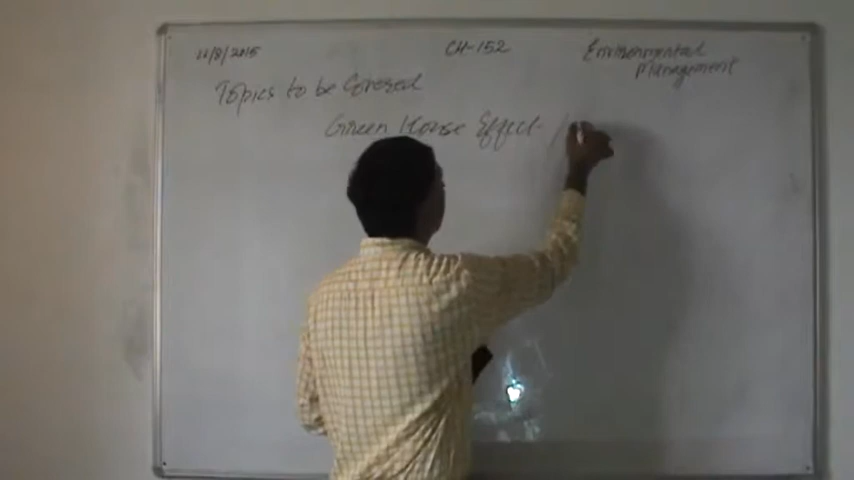 11/8/2015
CH-152
Environmental
Management
Topics to be Covered
Green House Effect